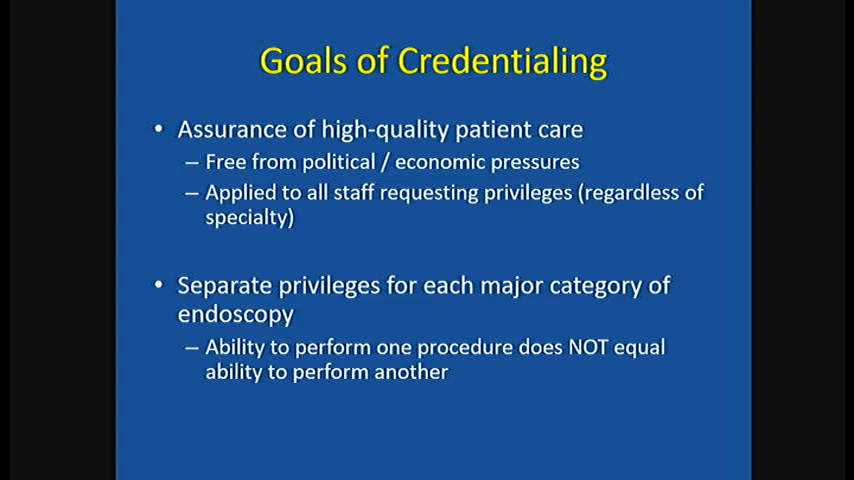 Goals of Credentialing
• Assurance of high-quality patient care
– Free from political / economic pressures
– Applied to all staff requesting privileges (regardless of
specialty)
• Separate privileges for each major category of
endoscopy
– Ability to perform one procedure does NOT equal
ability to perform another